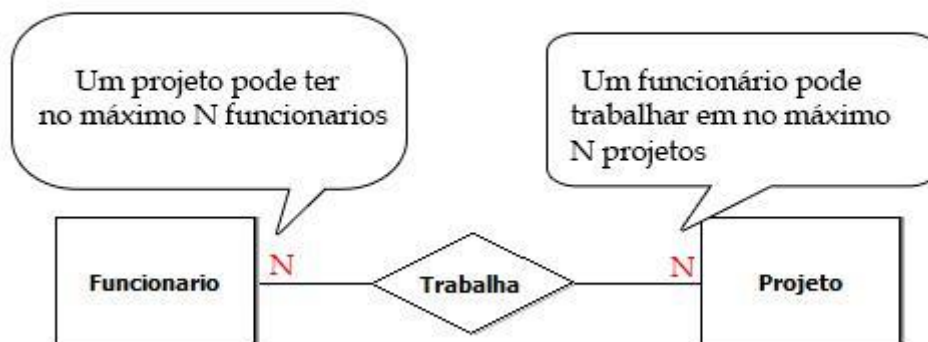 Um projeto pode ter
no máximo N funcionarios
Um funcionário pode
trabalhar em no máximo
N projetos
Funcionario
N
Trabalha
N
Projeto